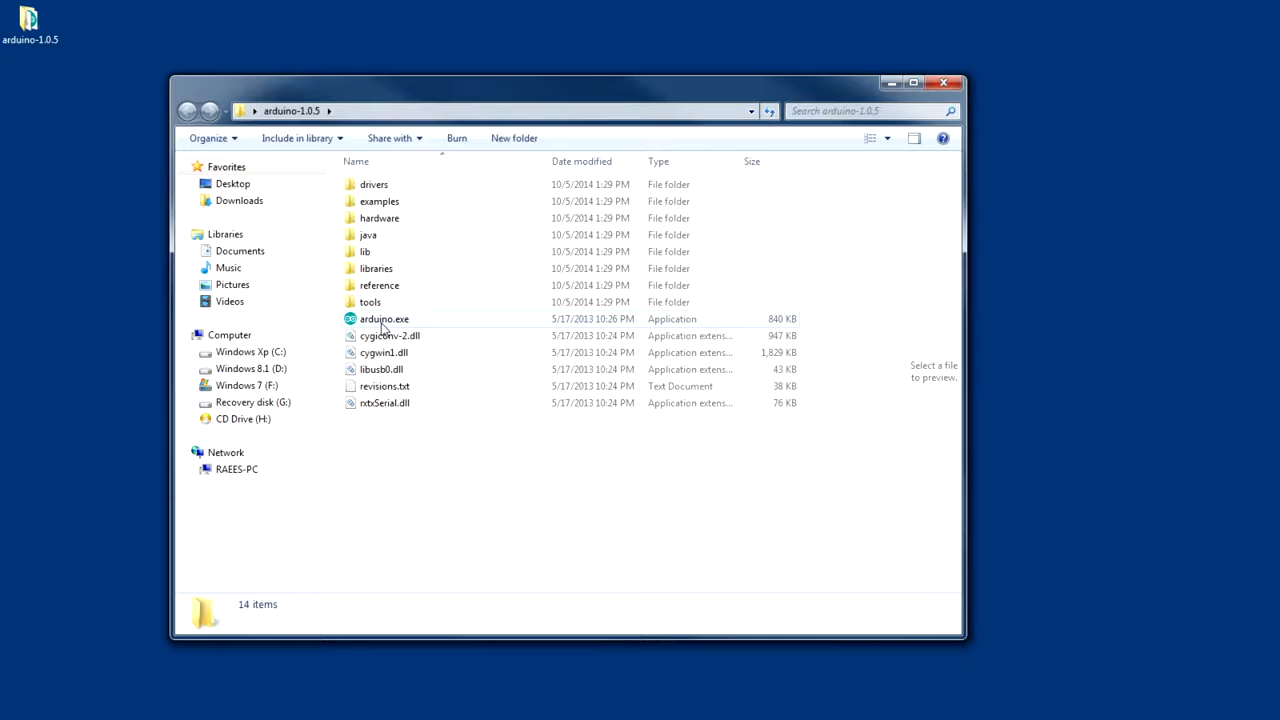 arduino-1.0.5
arduino-1.0.5
Search arduino-1.0.5
Organize Include in library Share with Burn New folder
Name Date modified Type Size
Favorites
Desktop
Downloads
Libraries
Documents
Music
Pictures
Videos
Computer
Windows Xp (C:)
Windows 8.1 (D:)
Windows 7 (F:)
Recovery disk (G:)
CD Drive (H:)
Network
RAEES-PC
drivers 10/5/2014 1:29 PM File folder
examples 10/5/2014 1:29 PM File folder
hardware 10/5/2014 1:29 PM File folder
java 10/5/2014 1:29 PM File folder
lib 10/5/2014 1:29 PM File folder
libraries 10/5/2014 1:29 PM File folder
reference 10/5/2014 1:29 PM File folder
tools 10/5/2014 1:29 PM File folder
arduino.exe 5/17/2013 10:26 PM Application 840 KB
cygiconv-2.dll 5/17/2013 10:24 PM Application extens... 947 KB
cygwin1.dll 5/17/2013 10:24 PM Application extens... 1,829 KB
libusb0.dll 5/17/2013 10:24 PM Application extens... 43 KB
revisions.txt 5/17/2013 10:24 PM Text Document 38 KB
rxtxSerial.dll 5/17/2013 10:24 PM Application extens... 76 KB
Select a file
to preview.
14 items